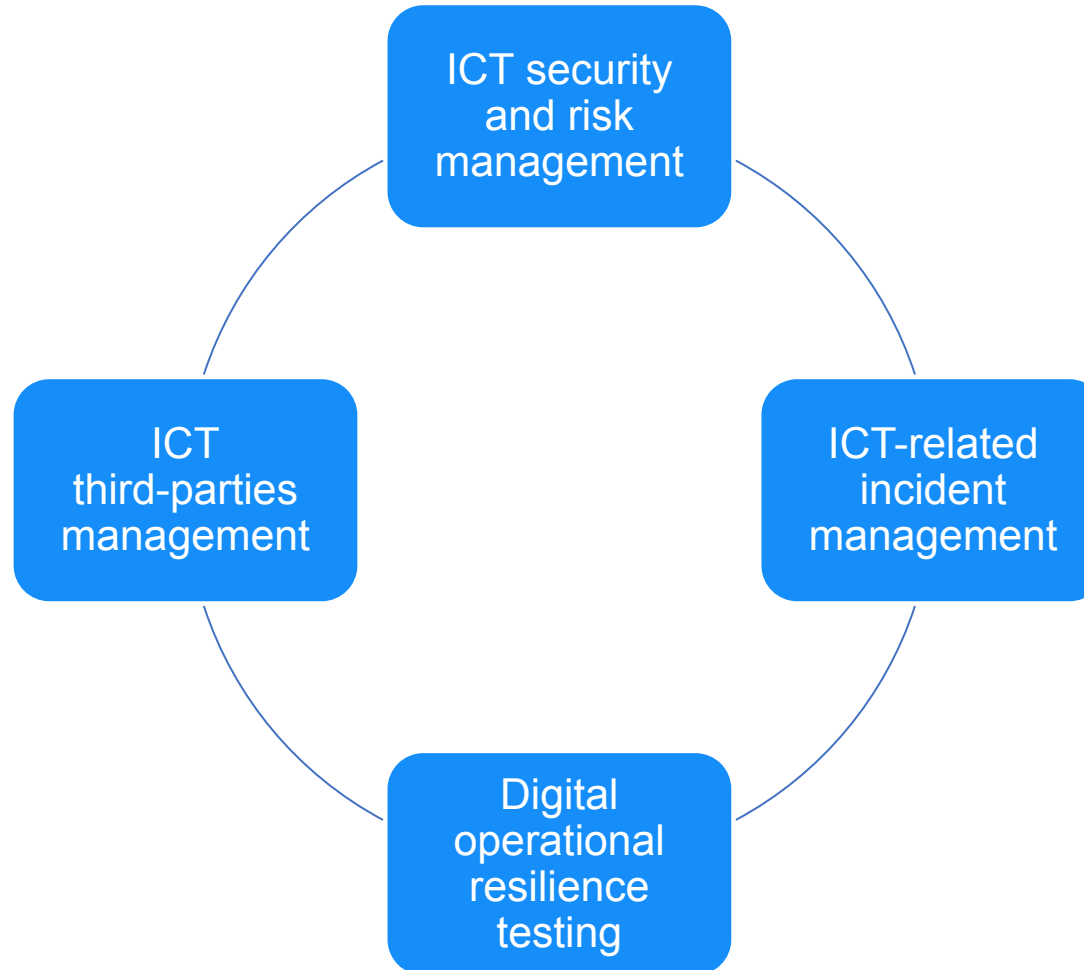 ICT security
and risk
management
ICT
third-parties
management
ICT-related
incident
management
Digital
operational
resilience
testing